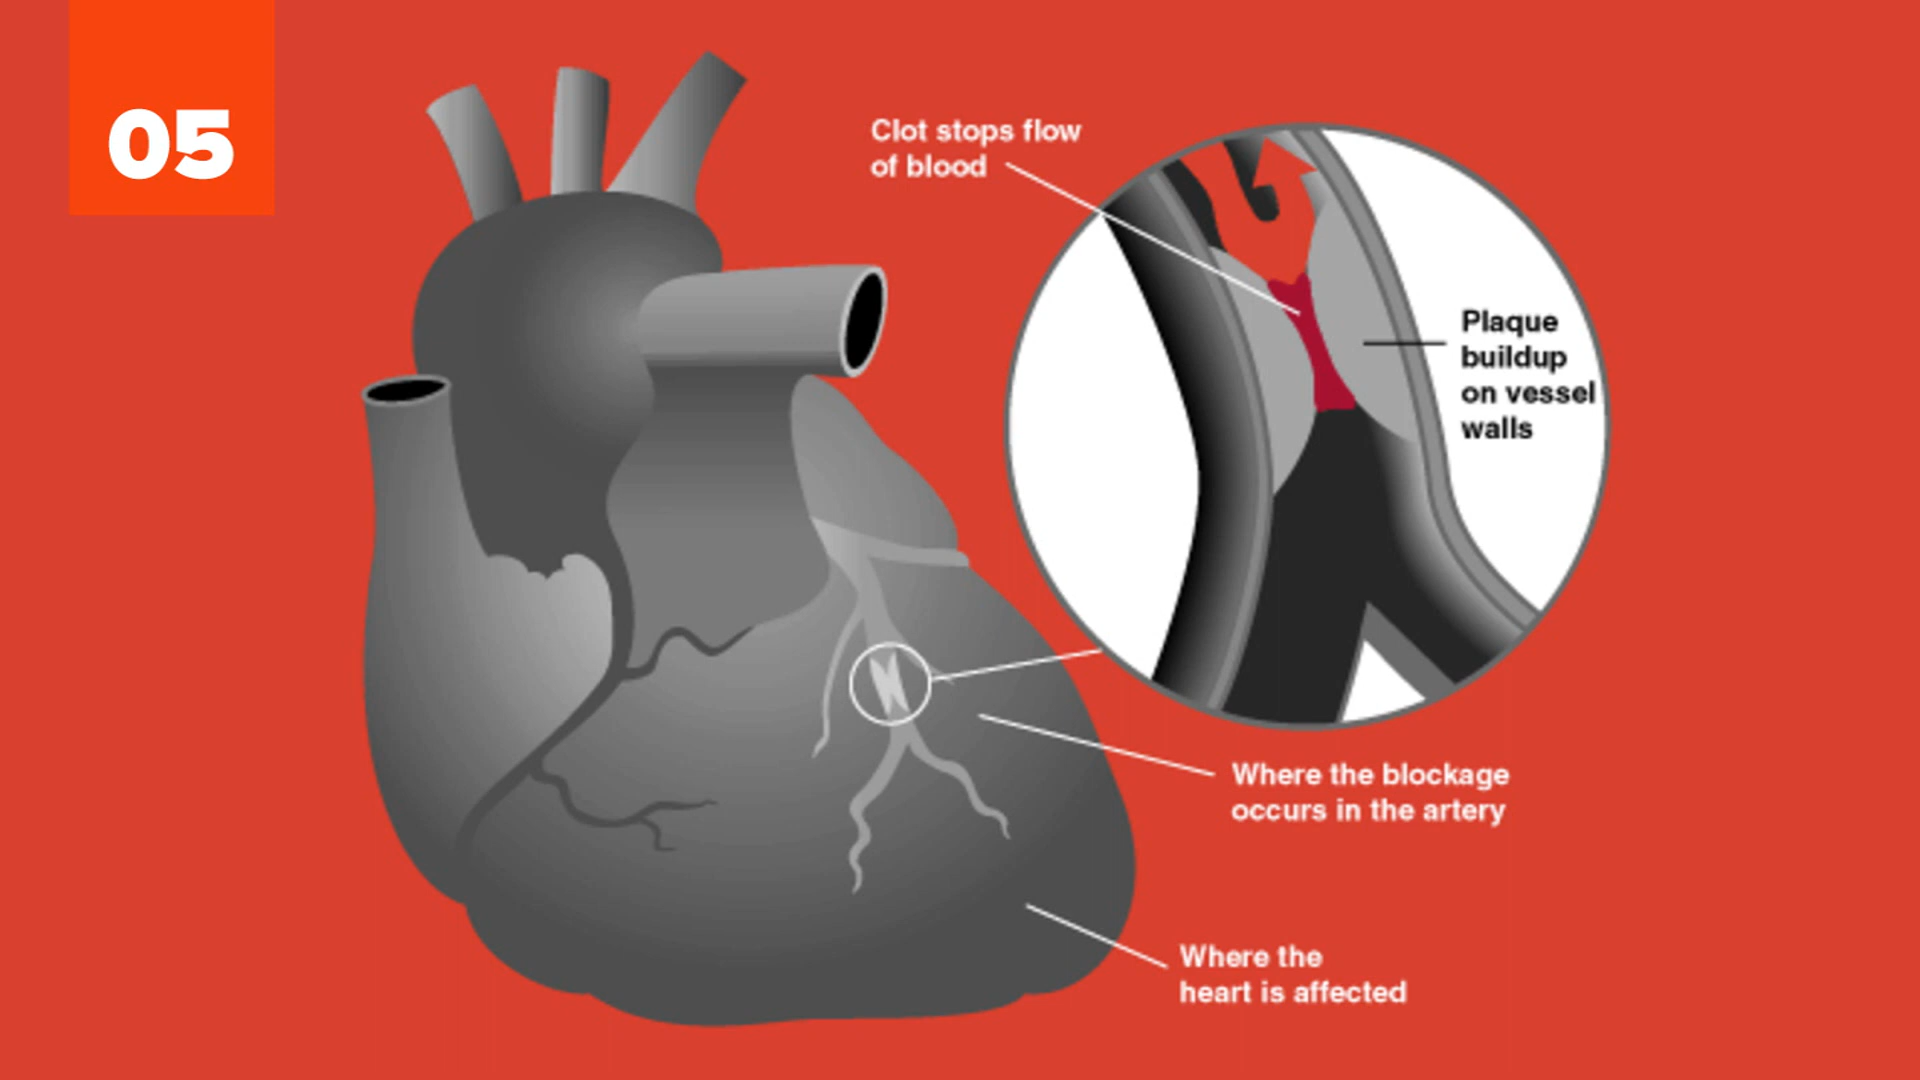 05
Clot stops flow
of blood
Plaque
buildup
on vessel
walls
Where the blockage
occurs in the artery
Where the
heart is affected